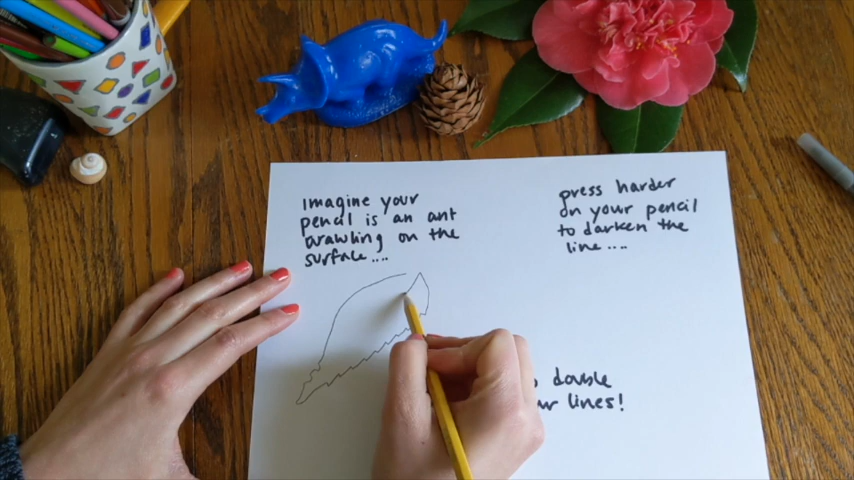 imagine your
pencil is an ant
crawling on the
surface....
press harder
on your pencil
to darken the
line....
double
lines!